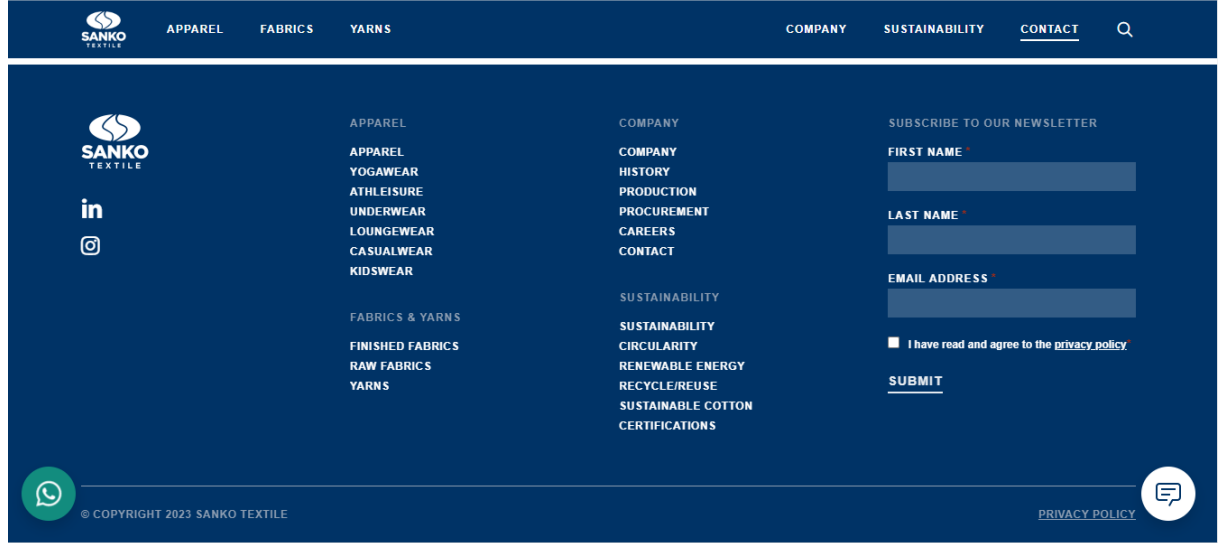 SANKO
TEXTILE
APPAREL
FABRICS
YARNS
COMPANY
SUSTAINABILITY
CONTACT
SANKO
TEXTILE
in
APPAREL
APPAREL
YOGAWEAR
ATHLEISURE
UNDERWEAR
LOUNGEWEAR
CASUALWEAR
KIDSWEAR
FABRICS & YARNS
FINISHED FABRICS
RAW FABRICS
YARNS
COMPANY
COMPANY
HISTORY
PRODUCTION
PROCUREMENT
CAREERS
CONTACT
SUSTAINABILITY
SUSTAINABILITY
CIRCULARITY
RENEWABLE ENERGY
RECYCLE/REUSE
SUSTAINABLE COTTON
CERTIFICATIONS
SUBSCRIBE TO OUR NEWSLETTER
FIRST NAME *
LAST NAME *
EMAIL ADDRESS *
I have read and agree to the privacy policy*
SUBMIT
© COPYRIGHT 2023 SANKO TEXTILE
PRIVACY POLICY